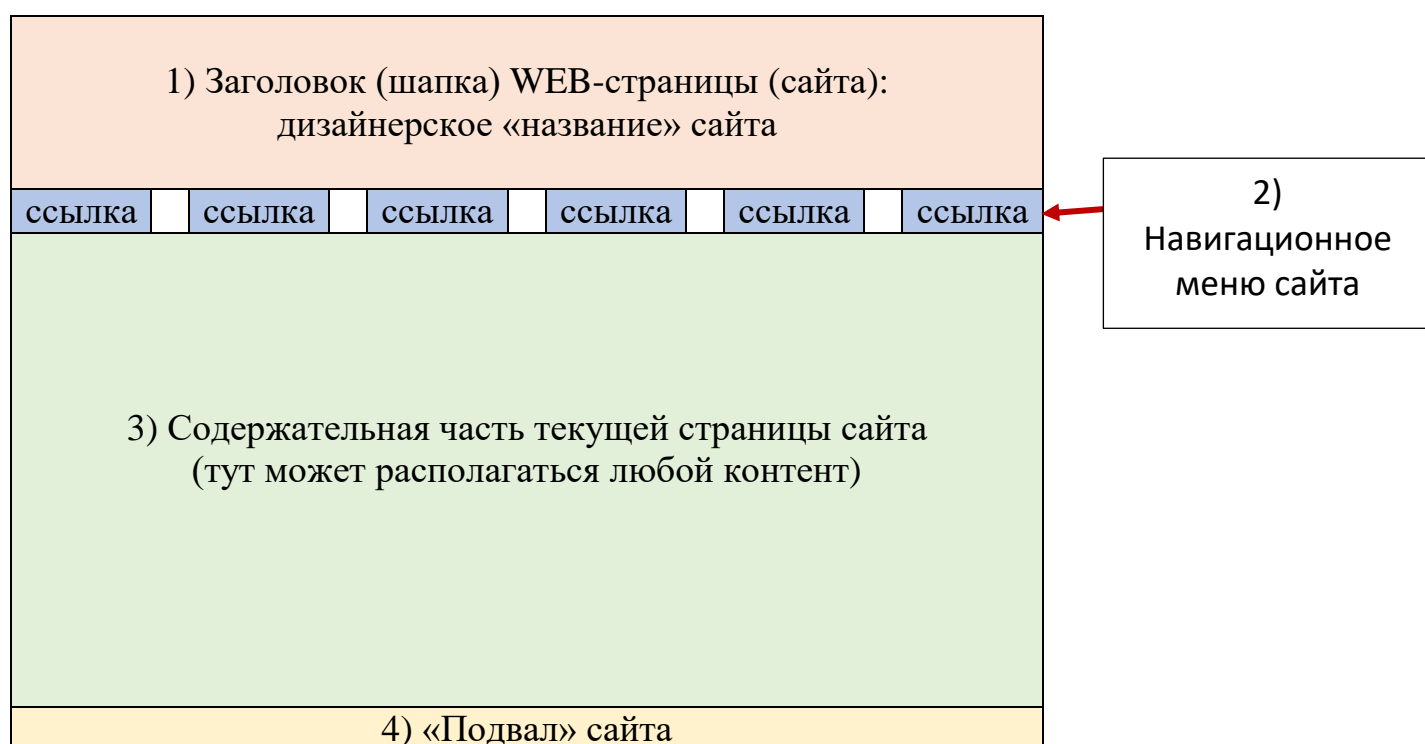 1) Заголовок (шапка) WEB-страницы (сайта):
дизайнерское «название» сайта
ссылка ссылка ссылка ссылка ссылка ссылка
2)
Навигационное
меню сайта
3) Содержательная часть текущей страницы сайта
(тут может располагаться любой контент)
4) «Подвал» сайта